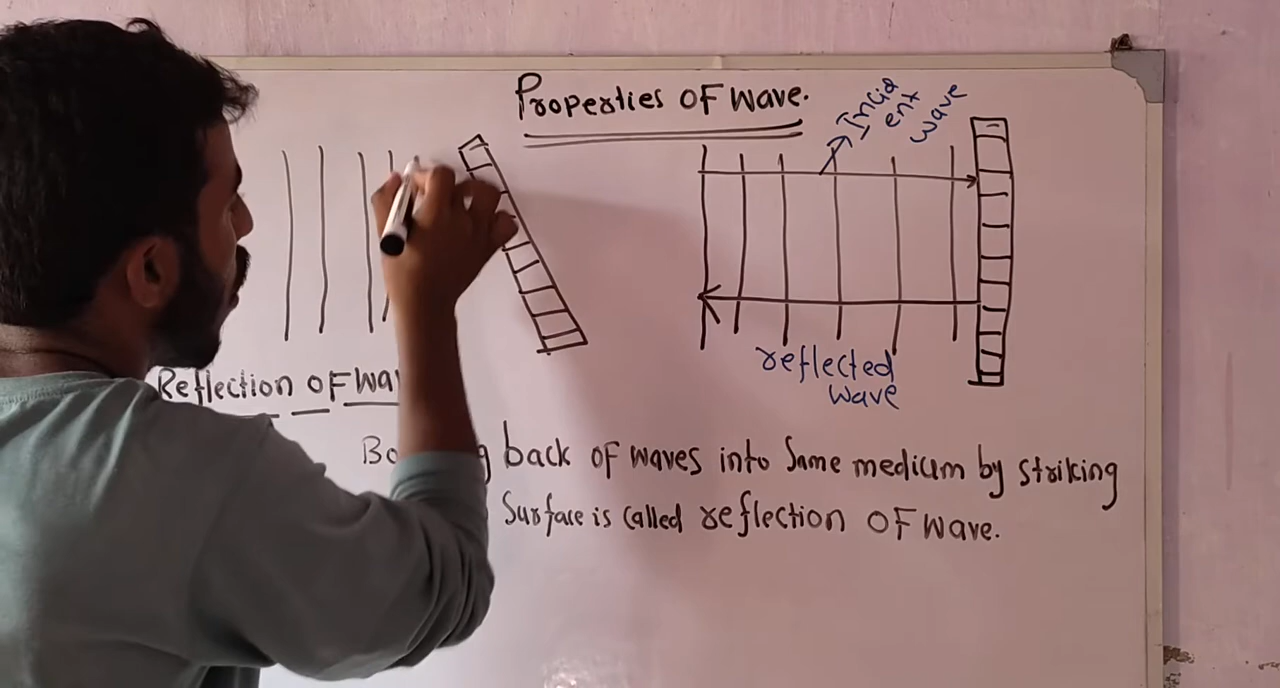 Properties OF Wave.
Incid
ent
wave
reflected
wave
Reflection OF Wa
Bo g back OF waves into Same medium by striking
Surface is called reflection OF Wave.